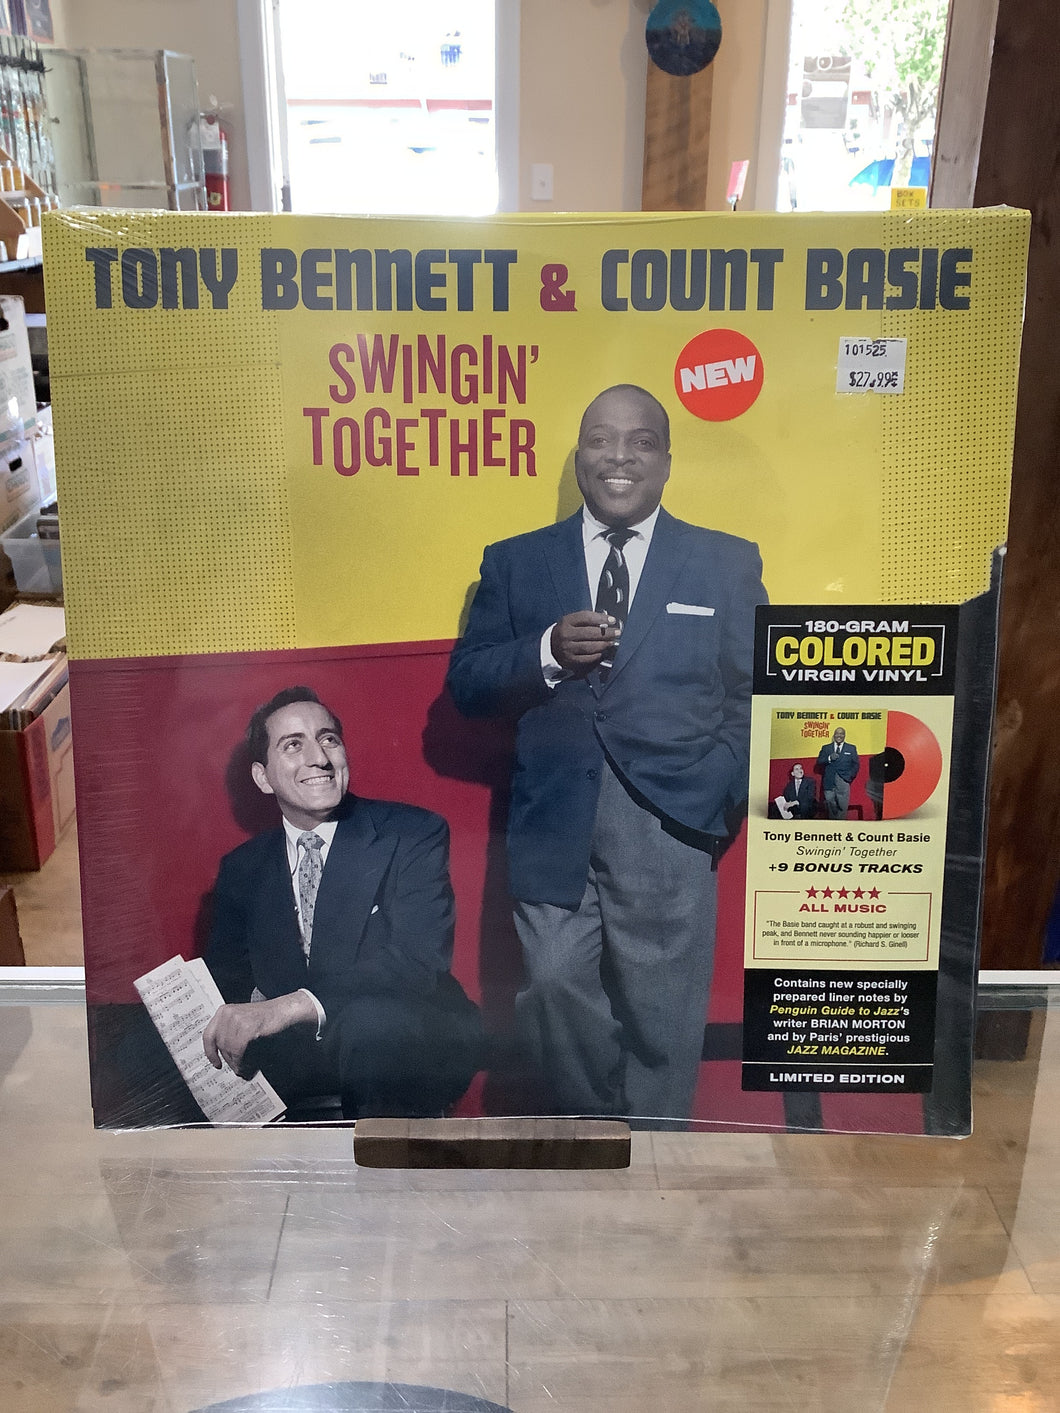 BOX
SETS
TONY BENNETT & COUNT BASIE
SWINGIN'
TOGETHER
NEW
101525
$27.99
180-GRAM
COLORED
VIRGIN VINYL
TONY BENNETT & COUNT BASIE
SWINGIN'
TOGETHER
Tony Bennett & Count Basie
Swingin' Together
+9 BONUS TRACKS
★★★★★
ALL MUSIC
"The Basie band caught at a robust and swinging
peak, and Bennett never sounding happier or looser
in front of a microphone." (Richard S. Ginell)
Contains new specially
prepared liner notes by
Penguin Guide to Jazz's
writer BRIAN MORTON
and by Paris' prestigious
JAZZ MAGAZINE.
LIMITED EDITION